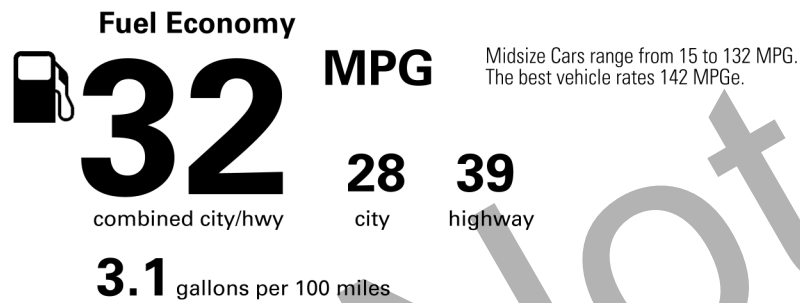 Fuel Economy
32 MPG
Midsize Cars range from 15 to 132 MPG.
The best vehicle rates 142 MPGe.
combined city/hwy
28 city
39 highway
3.1 gallons per 100 miles
Not